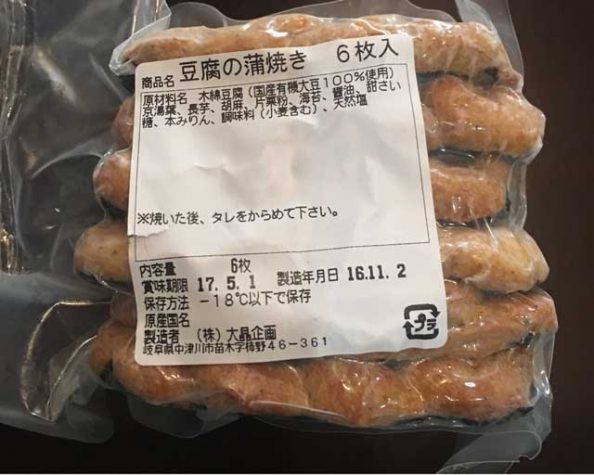 商品名 豆腐の蒲焼き 6枚入
原材料名 木綿豆腐(国産有機大豆100%使用)
京湯葉、長芋、胡麻、片栗粉、海苔、醤油、甜さい
糖、本みりん、調味料(小麦含む)、天然塩
※焼いた後、タレをからめて下さい。
内容量 6枚
賞味期限 17.5.1 製造年月日 16.11.2
保存方法 -18℃以下で保存
原産国名
製造者 (株)大晶企画
岐阜県中津川市苗木字柿野46-361
プラ